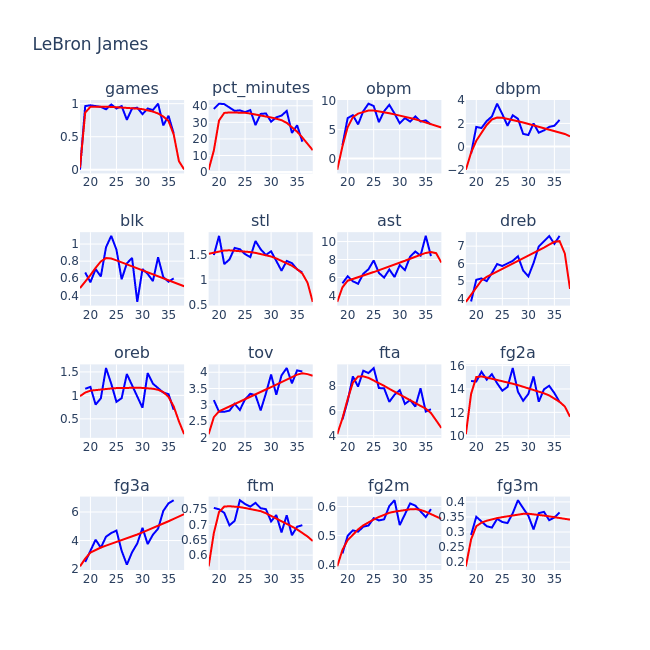 LeBron James
games pct_minutes obpm dbpm
1 0.5 0 40 30 20 10 0 10 5 0 4 2 0 −2
20 25 30 35 20 25 30 35 20 25 30 35 20 25 30 35
blk stl ast dreb
1 0.8 0.6 0.4 1.5 1 0.5 10 8 6 4 7 6 5 4
20 25 30 35 20 25 30 35 20 25 30 35 20 25 30 35
oreb tov fta fg2a
1.5 1 0.5 4 3.5 3 2.5 2 8 6 4 16 14 12 10
20 25 30 35 20 25 30 35 20 25 30 35 20 25 30 35
fg3a ftm fg2m fg3m
6 4 2 0.75 0.7 0.65 0.6 0.6 0.5 0.4 0.4 0.35 0.3 0.25 0.2
20 25 30 35 20 25 30 35 20 25 30 35 20 25 30 35